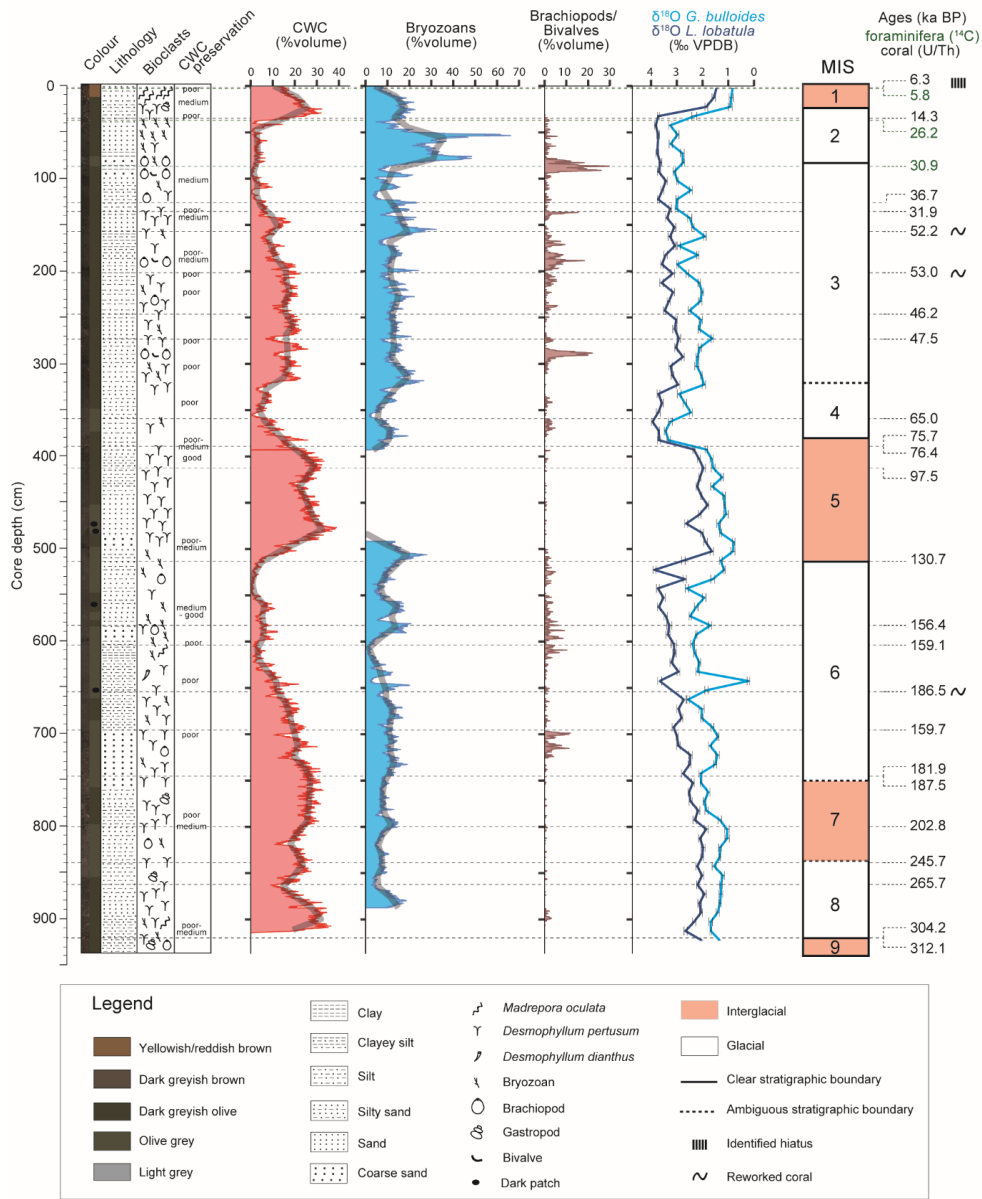 Colour
Lithology
Bioclasts
CWC
preservation
CWC
(%volume)
Bryozoans
(%volume)
Brachiopods/
Bivalves
(%volume)
δ¹⁸O G. bulloides
δ¹⁸O L. lobatula
(‰ VPDB)
MIS
Ages (ka BP)
foraminifera (¹⁴C)
coral (U/Th)
0 10 20 30 40
0 10 20 30 40 50 60 70
0 10 20 30
4 3 2 1 0
Core depth (cm)
0
100
200
300
400
500
600
700
800
900
poor
medium
poor
medium
poor-
medium
poor-
medium
poor
poor
poor
poor
poor
poor-
medium
good
poor-
medium
medium
- good
poor
poor
poor
medium
poor-
medium
1
2
3
4
5
6
7
8
9
6.3
5.8
14.3
26.2
30.9
36.7
31.9
52.2
53.0
46.2
47.5
65.0
75.7
76.4
97.5
130.7
156.4
159.1
186.5
159.7
181.9
187.5
202.8
245.7
265.7
304.2
312.1
Legend
Yellowish/reddish brown
Dark greyish brown
Dark greyish olive
Olive grey
Light grey
Clay
Clayey silt
Silt
Silty sand
Sand
Coarse sand
Madrepora oculata
Desmophyllum pertusum
Desmophyllum dianthus
Bryozoan
Brachiopod
Gastropod
Bivalve
Dark patch
Interglacial
Glacial
Clear stratigraphic boundary
Ambiguous stratigraphic boundary
Identified hiatus
Reworked coral